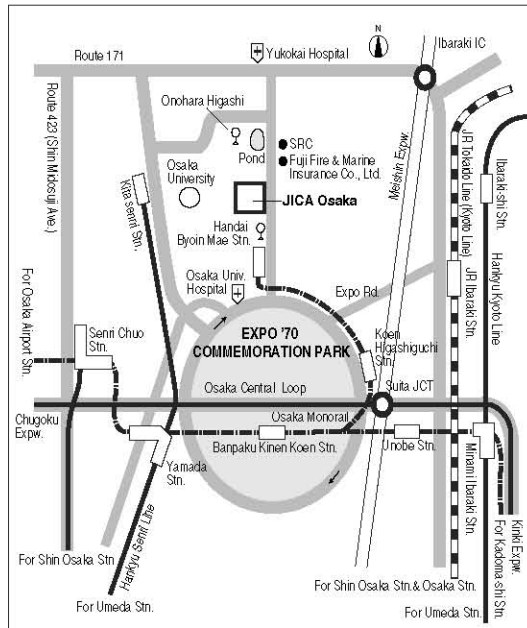 Ibaraki IC
Yukokai Hospital
N
Route 171
Route 423 (Shin Midosuji Ave.)
Onohara Higashi
Pond
SRC
Fuji Fire & Marine
Insurance Co., Ltd.
Osaka
University
JICA Osaka
Kita senri Stn.
Handai
Byoin Mae Stn.
Meishin Expw.
JR Tokaido Line (Kyoto Line)
Ibaraki-shi Stn.
Hankyu Kyoto Line
JR Ibaraki Stn.
Osaka Univ.
Hospital
Expo Rd.
For Osaka Airport Stn.
Senri Chuo
Stn.
EXPO '70
COMMEMORATION PARK
Koen
Higashiguchi
Stn.
Suita JCT
Osaka Central Loop
Chugoku
Expw.
Osaka Monorail
Banpaku Kinen Koen Stn.
Unobe Stn.
Yamada
Stn.
Minami Ibaraki Stn.
Hankyu Senri Line
For Shin Osaka Stn.
For Umeda Stn.
For Shin Osaka Stn.& Osaka Stn.
For Umeda Stn.
For Kadoma-shi Stn.
Kinki Expw.